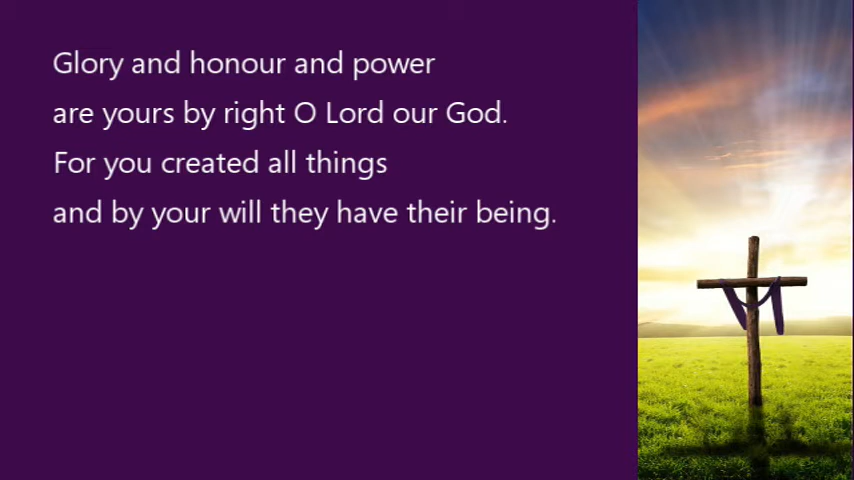 Glory and honour and power
are yours by right O Lord our God.
For you created all things
and by your will they have their being.